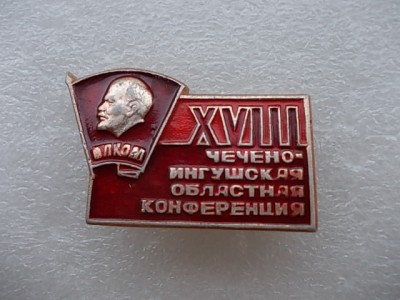 ВЛКСМ
XVIII
ЧЕЧЕНО-
ИНГУШСКАЯ
ОБЛАСТНАЯ
КОНФЕРЕНЦИЯ